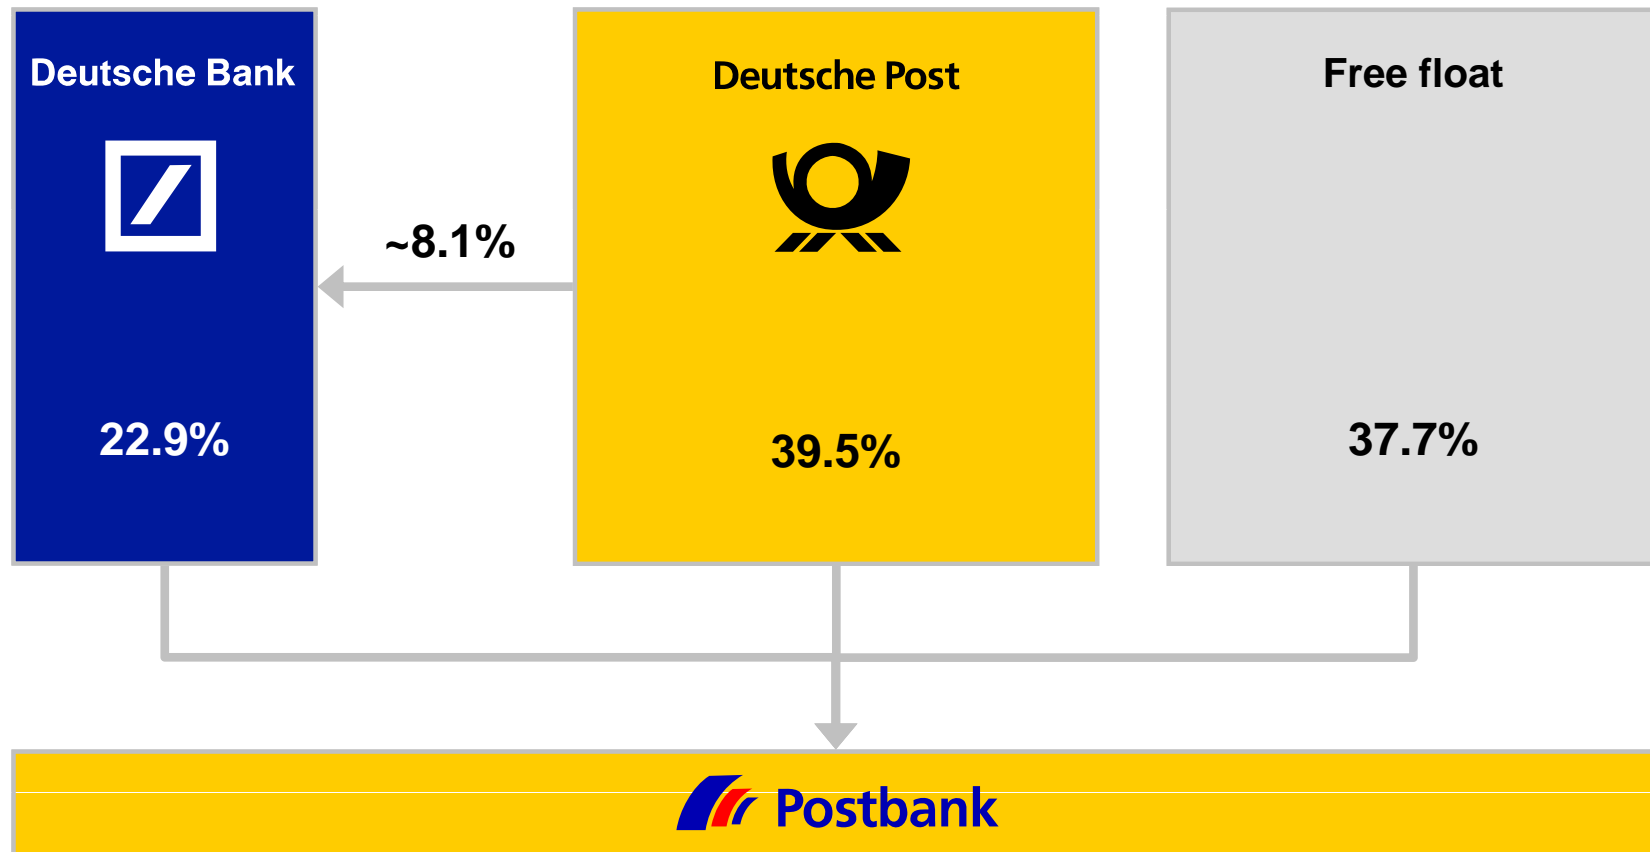 Deutsche Bank
Deutsche Post
Free float
~8.1%
22.9%
39.5%
37.7%
Postbank